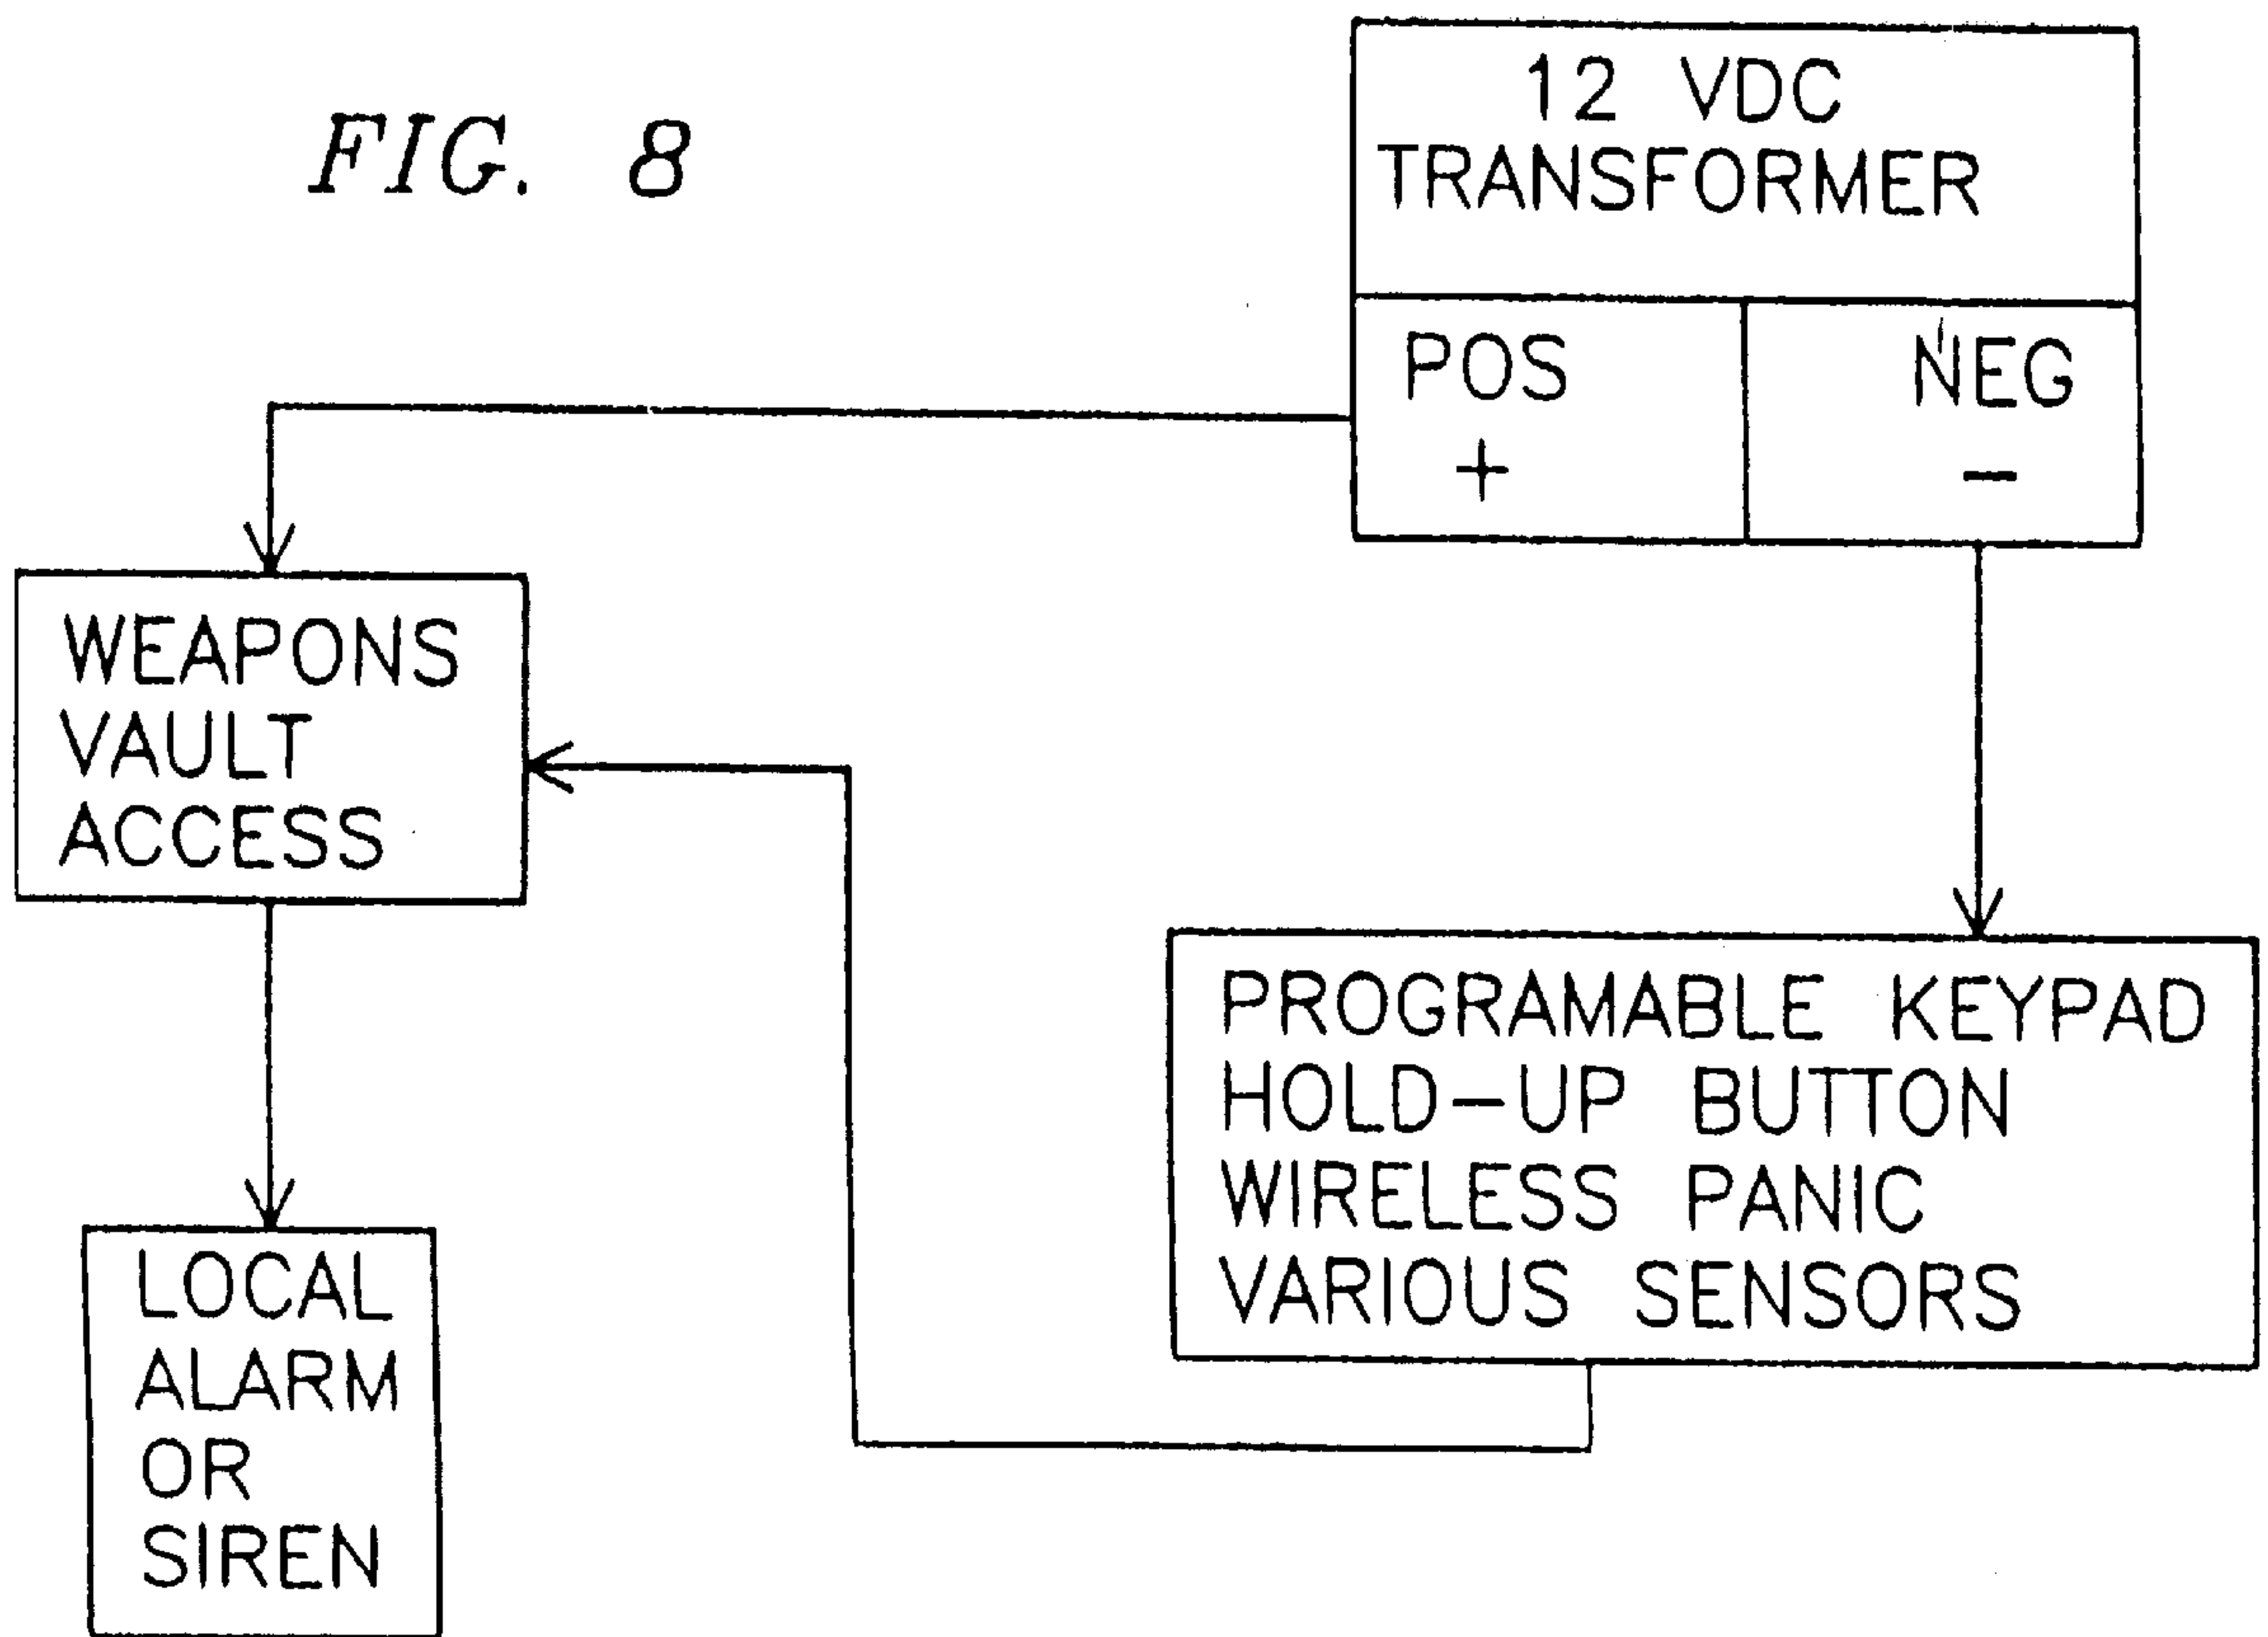 FIG. 8
12 VDC
TRANSFORMER
POS
+
NEG
-
WEAPONS
VAULT
ACCESS
PROGRAMABLE KEYPAD
HOLD-UP BUTTON
WIRELESS PANIC
VARIOUS SENSORS
LOCAL
ALARM
OR
SIREN